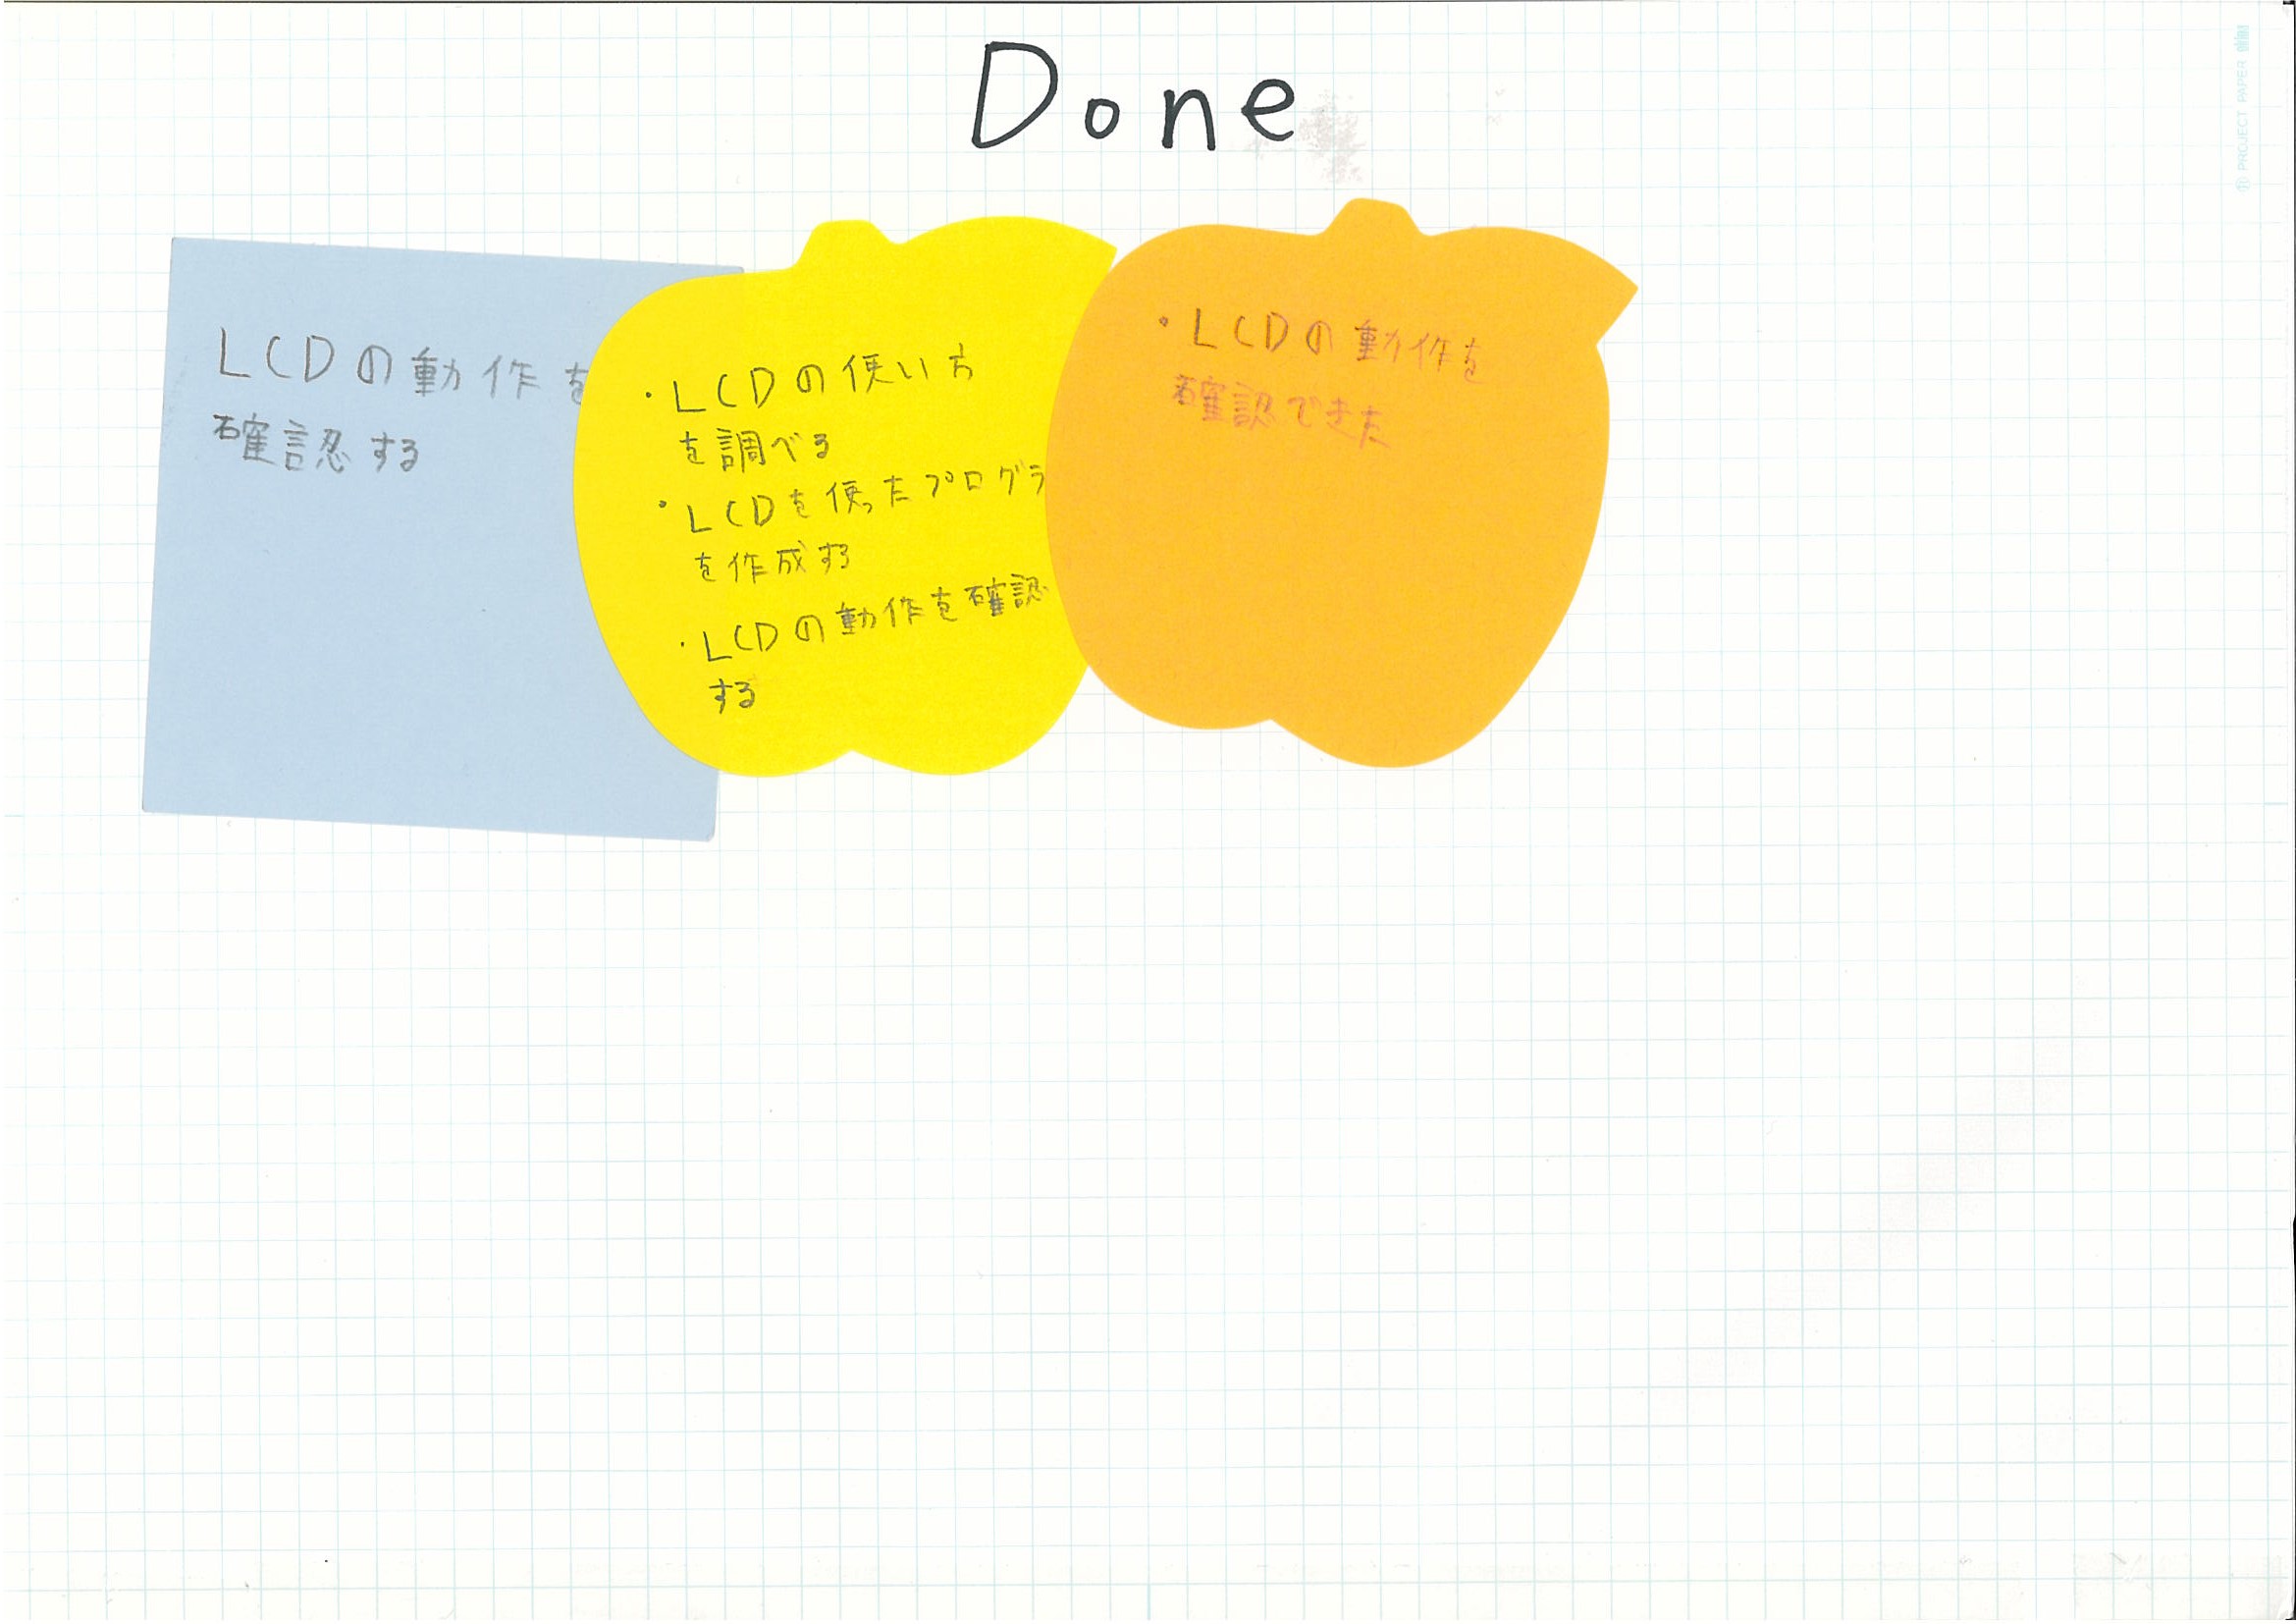 Done
LCDの動作を
確認する
・LCDの使い方
を調べる
・LCDを使ったプログラ
を作成する
・LCDの動作を確認
する
・LCDの動作を
確認できた
PROJECT PAPER